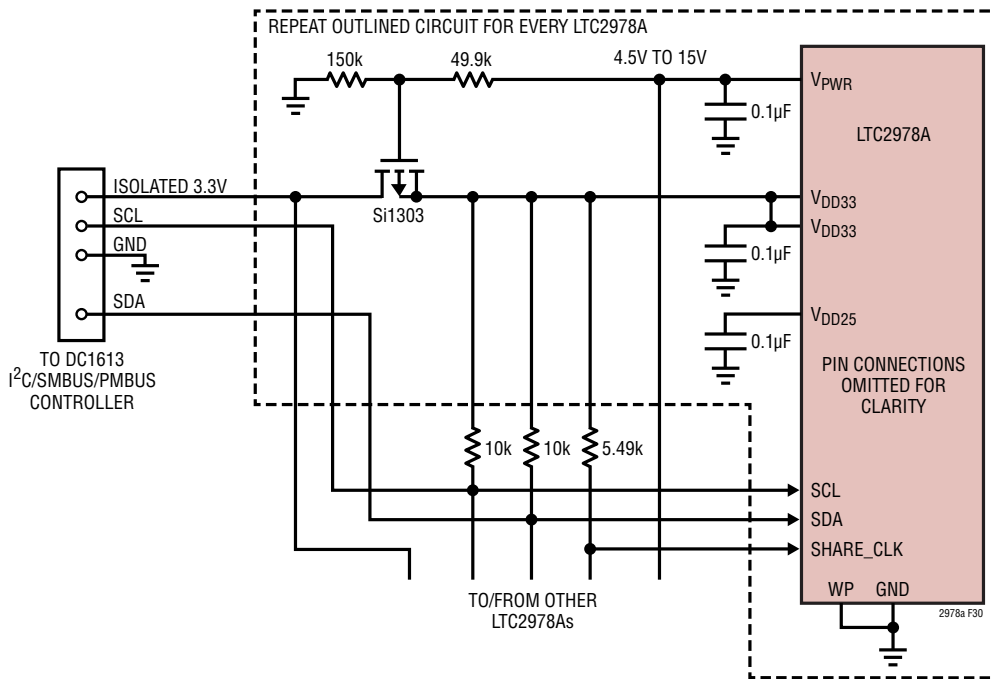 REPEAT OUTLINED CIRCUIT FOR EVERY LTC2978A
150k
49.9k
4.5V TO 15V
VPWR
0.1µF
LTC2978A
ISOLATED 3.3V
Si1303
VDD33
SCL
VDD33
GND
0.1µF
SDA
VDD25
0.1µF
TO DC1613
I2C/SMBUS/PMBUS
CONTROLLER
PIN CONNECTIONS
OMITTED FOR
CLARITY
10k
10k
5.49k
SCL
SDA
SHARE_CLK
TO/FROM OTHER
LTC2978As
WP
GND
2978a F30